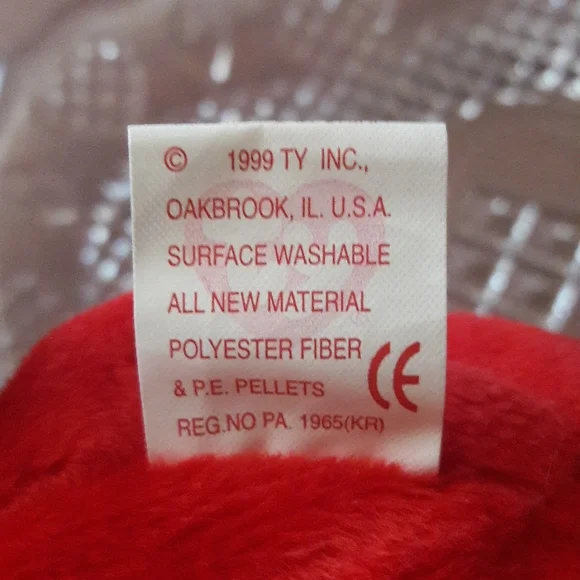 © 1999 TY INC.,
OAKBROOK, IL. U.S.A.
SURFACE WASHABLE
ALL NEW MATERIAL
POLYESTER FIBER
& P.E. PELLETS
CE
REG.NO PA. 1965(KR)